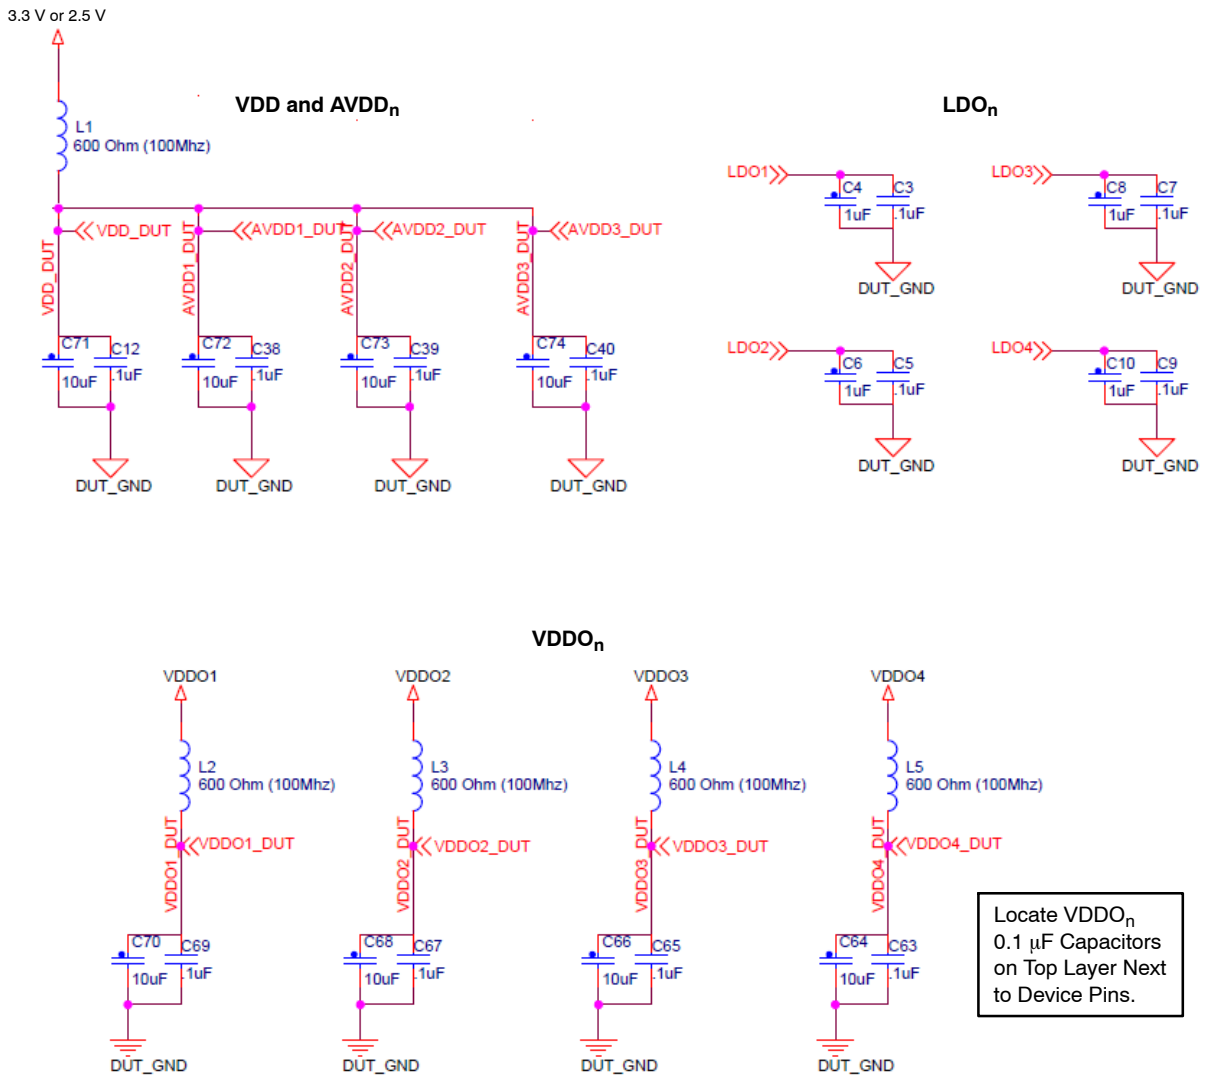 3.3 V or 2.5 V
VDD and AVDDn
LDOn
L1
600 Ohm (100Mhz)
LDO1
C4
C3
1uF
.1uF
DUT_GND
LDO3
C8
C7
1uF
.1uF
DUT_GND
VDD_DUT
AVDD1_DUT
AVDD2_DUT
AVDD3_DUT
VDD_DUT
AVDD1_DUT
AVDD2_DUT
AVDD3_DUT
C71
C12
10uF
.1uF
DUT_GND
C72
C38
10uF
.1uF
DUT_GND
C73
C39
10uF
.1uF
DUT_GND
C74
C40
10uF
.1uF
DUT_GND
LDO2
C6
C5
1uF
.1uF
DUT_GND
LDO4
C10
C9
1uF
.1uF
DUT_GND
VDDOn
VDDO1
L2
600 Ohm (100Mhz)
VDDO1_DUT
VDDO1_DUT
C70
C69
10uF
.1uF
DUT_GND
VDDO2
L3
600 Ohm (100Mhz)
VDDO2_DUT
VDDO2_DUT
C68
C67
10uF
.1uF
DUT_GND
VDDO3
L4
600 Ohm (100Mhz)
VDDO3_DUT
VDDO3_DUT
C66
C65
10uF
.1uF
DUT_GND
VDDO4
L5
600 Ohm (100Mhz)
VDDO4_DUT
VDDO4_DUT
C64
C63
10uF
.1uF
DUT_GND
Locate VDDOn
0.1 μF Capacitors
on Top Layer Next
to Device Pins.